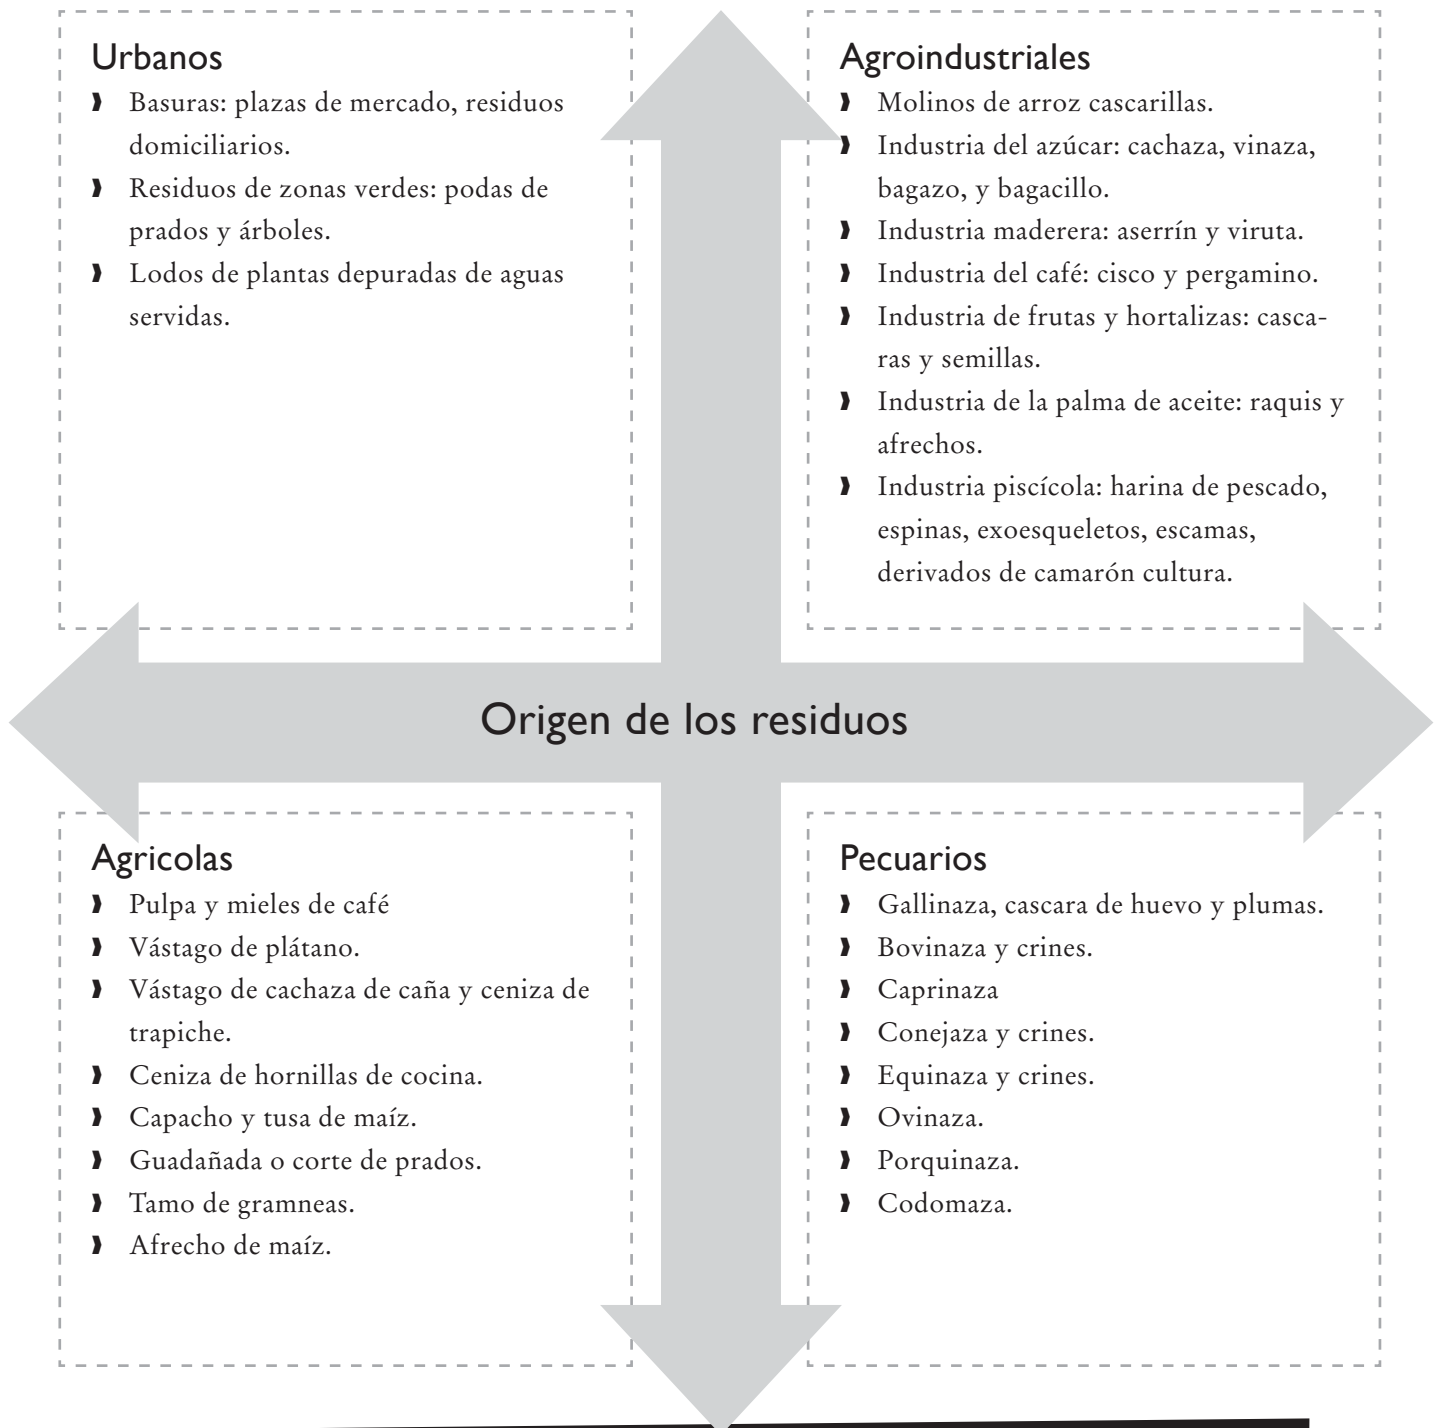 Urbanos
❱ Basuras: plazas de mercado, residuos
domiciliarios.
❱ Residuos de zonas verdes: podas de
prados y árboles.
❱ Lodos de plantas depuradas de aguas
servidas.
Agroindustriales
❱ Molinos de arroz cascarillas.
❱ Industria del azúcar: cachaza, vinaza,
bagazo, y bagacillo.
❱ Industria maderera: aserrín y viruta.
❱ Industria del café: cisco y pergamino.
❱ Industria de frutas y hortalizas: casca-
ras y semillas.
❱ Industria de la palma de aceite: raquis y
afrechos.
❱ Industria piscícola: harina de pescado,
espinas, exoesqueletos, escamas,
derivados de camarón cultura.
Origen de los residuos
Agricolas
❱ Pulpa y mieles de café
❱ Vástago de plátano.
❱ Vástago de cachaza de caña y ceniza de
trapiche.
❱ Ceniza de hornillas de cocina.
❱ Capacho y tusa de maíz.
❱ Guadañada o corte de prados.
❱ Tamo de gramneas.
❱ Afrecho de maíz.
Pecuarios
❱ Gallinaza, cascara de huevo y plumas.
❱ Bovinaza y crines.
❱ Caprinaza
❱ Conejaza y crines.
❱ Equinaza y crines.
❱ Ovinaza.
❱ Porquinaza.
❱ Codomaza.